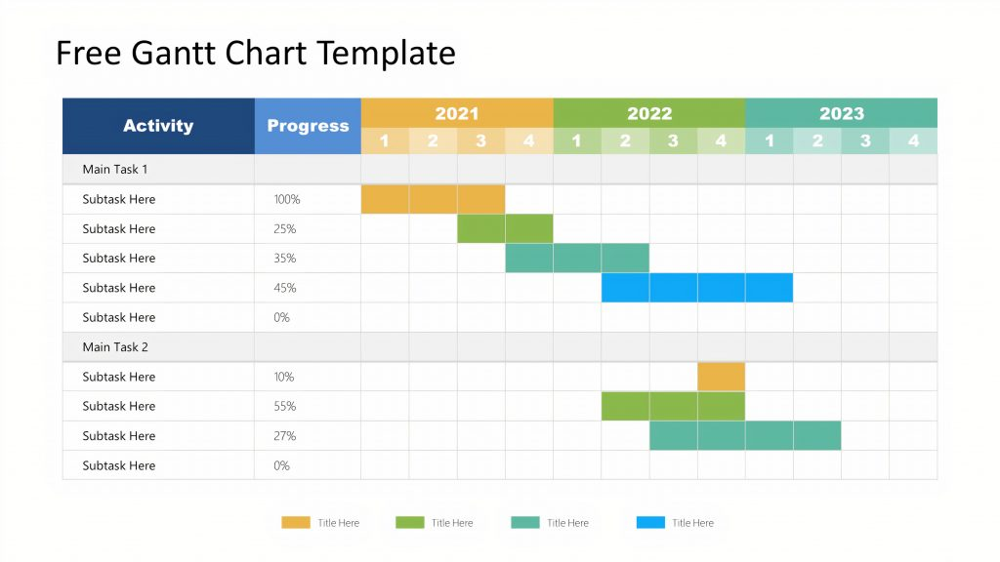 Free Gantt Chart Template
Activity Progress 2021 2022 2023
1 2 3 4 1 2 3 4 1 2 3 4
Main Task 1
Subtask Here 100%
Subtask Here 25%
Subtask Here 35%
Subtask Here 45%
Subtask Here 0%
Main Task 2
Subtask Here 10%
Subtask Here 55%
Subtask Here 27%
Subtask Here 0%
Title Here Title Here Title Here Title Here